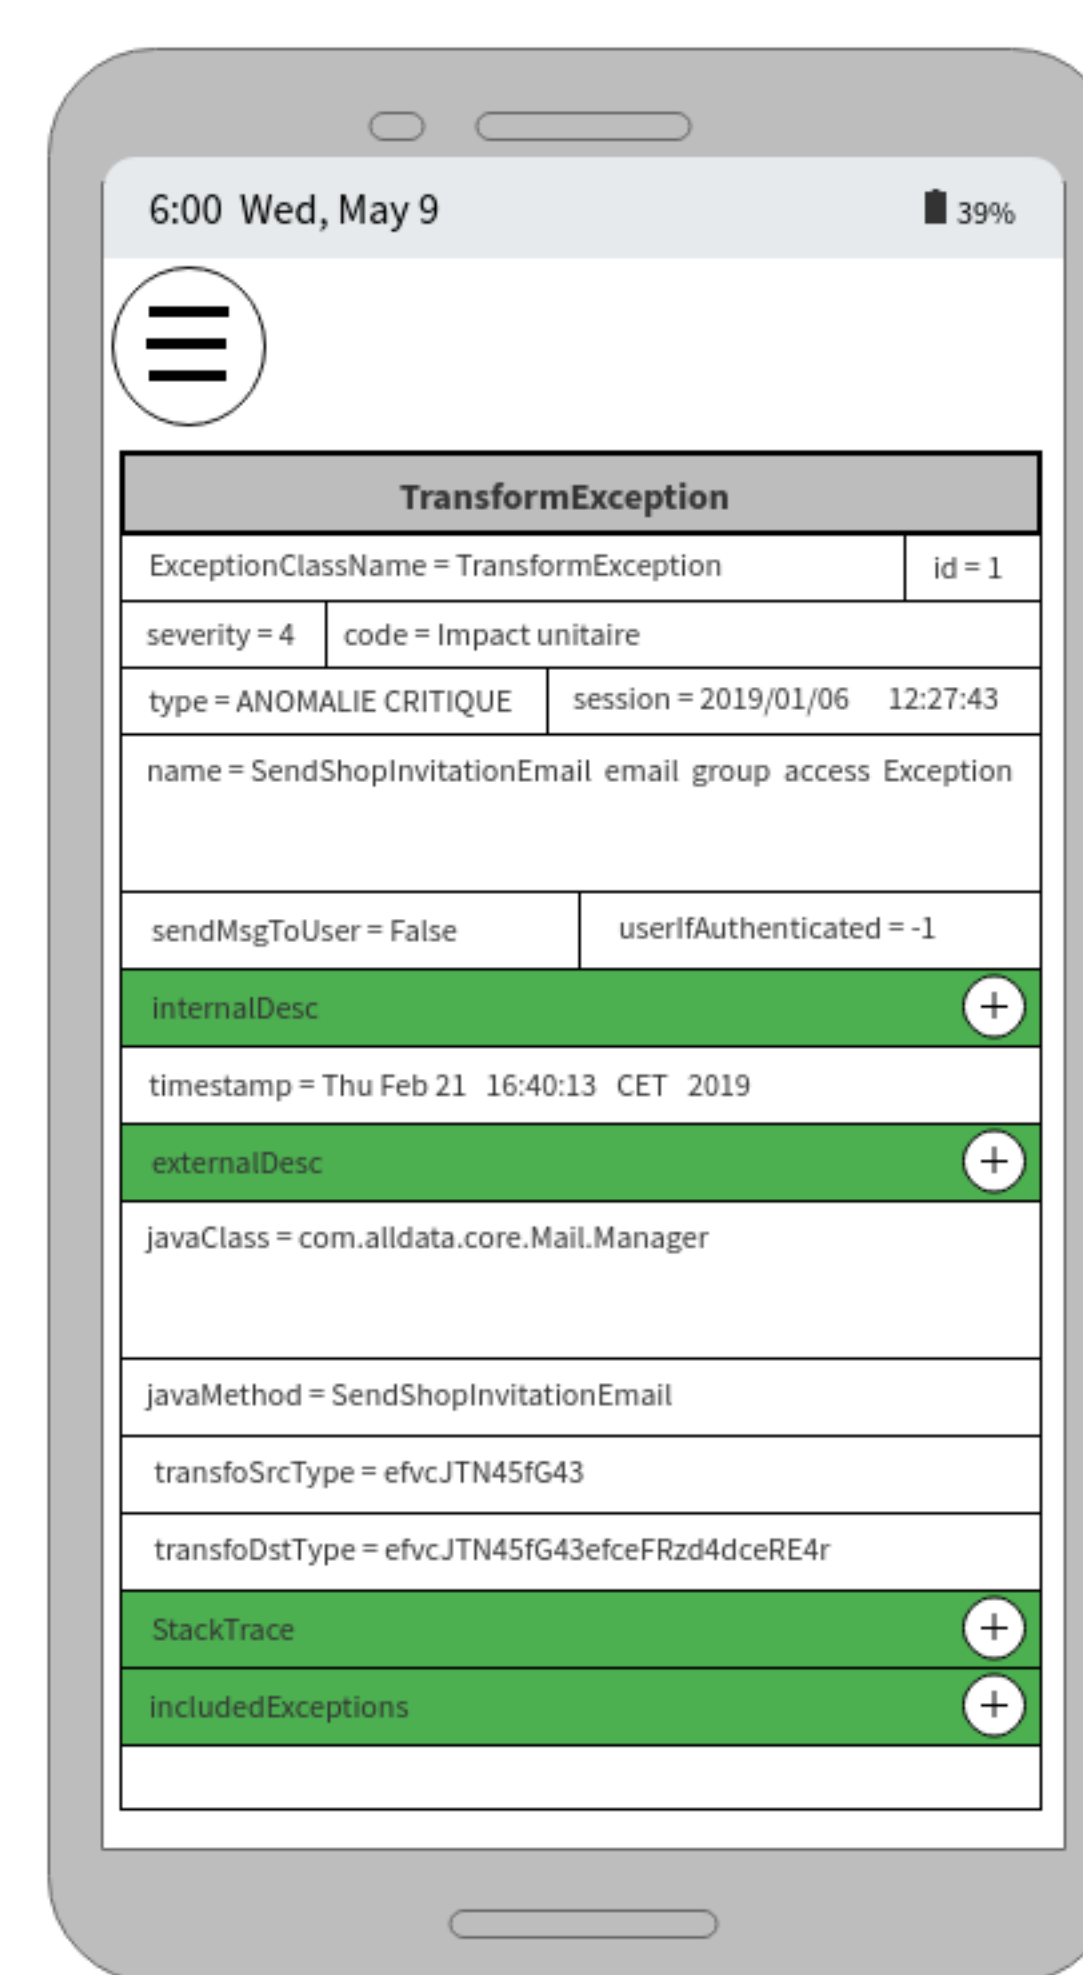 6:00 Wed, May 9 39%
TransformException
ExceptionClassName = TransformException id = 1
severity = 4 code = Impact unitaire
type = ANOMALIE CRITIQUE session = 2019/01/06 12:27:43
name = SendShopInvitationEmail email group access Exception
sendMsgToUser = False userIfAuthenticated = -1
internalDesc +
timestamp = Thu Feb 21 16:40:13 CET 2019
externalDesc +
javaClass = com.alldata.core.Mail.Manager
javaMethod = SendShopInvitationEmail
transfoSrcType = efvcJTN45fG43
transfoDstType = efvcJTN45fG43efceFRzd4dceRE4r
StackTrace +
includedExceptions +